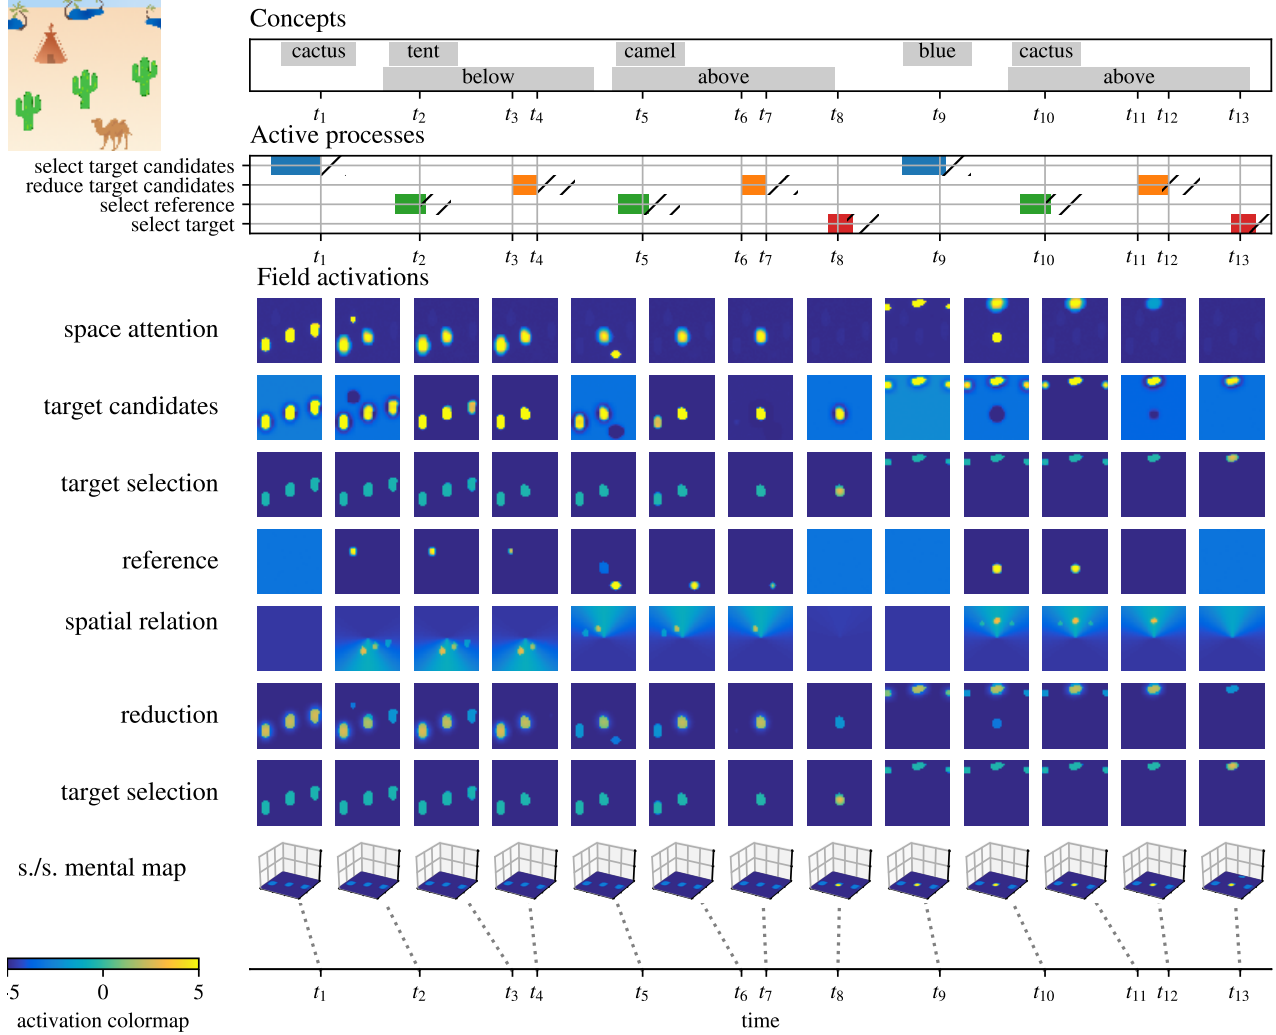 Concepts
cactus tent camel blue cactus
below above above
t1 t2 t3 t4 t5 t6 t7 t8 t9 t10 t11 t12 t13
Active processes
select target candidates
reduce target candidates
select reference
select target
t1 t2 t3 t4 t5 t6 t7 t8 t9 t10 t11 t12 t13
Field activations
space attention
target candidates
target selection
reference
spatial relation
reduction
target selection
s./s. mental map
-5 0 5
t1 t2 t3 t4 t5 t6 t7 t8 t9 t10 t11 t12 t13
activation colormap
time